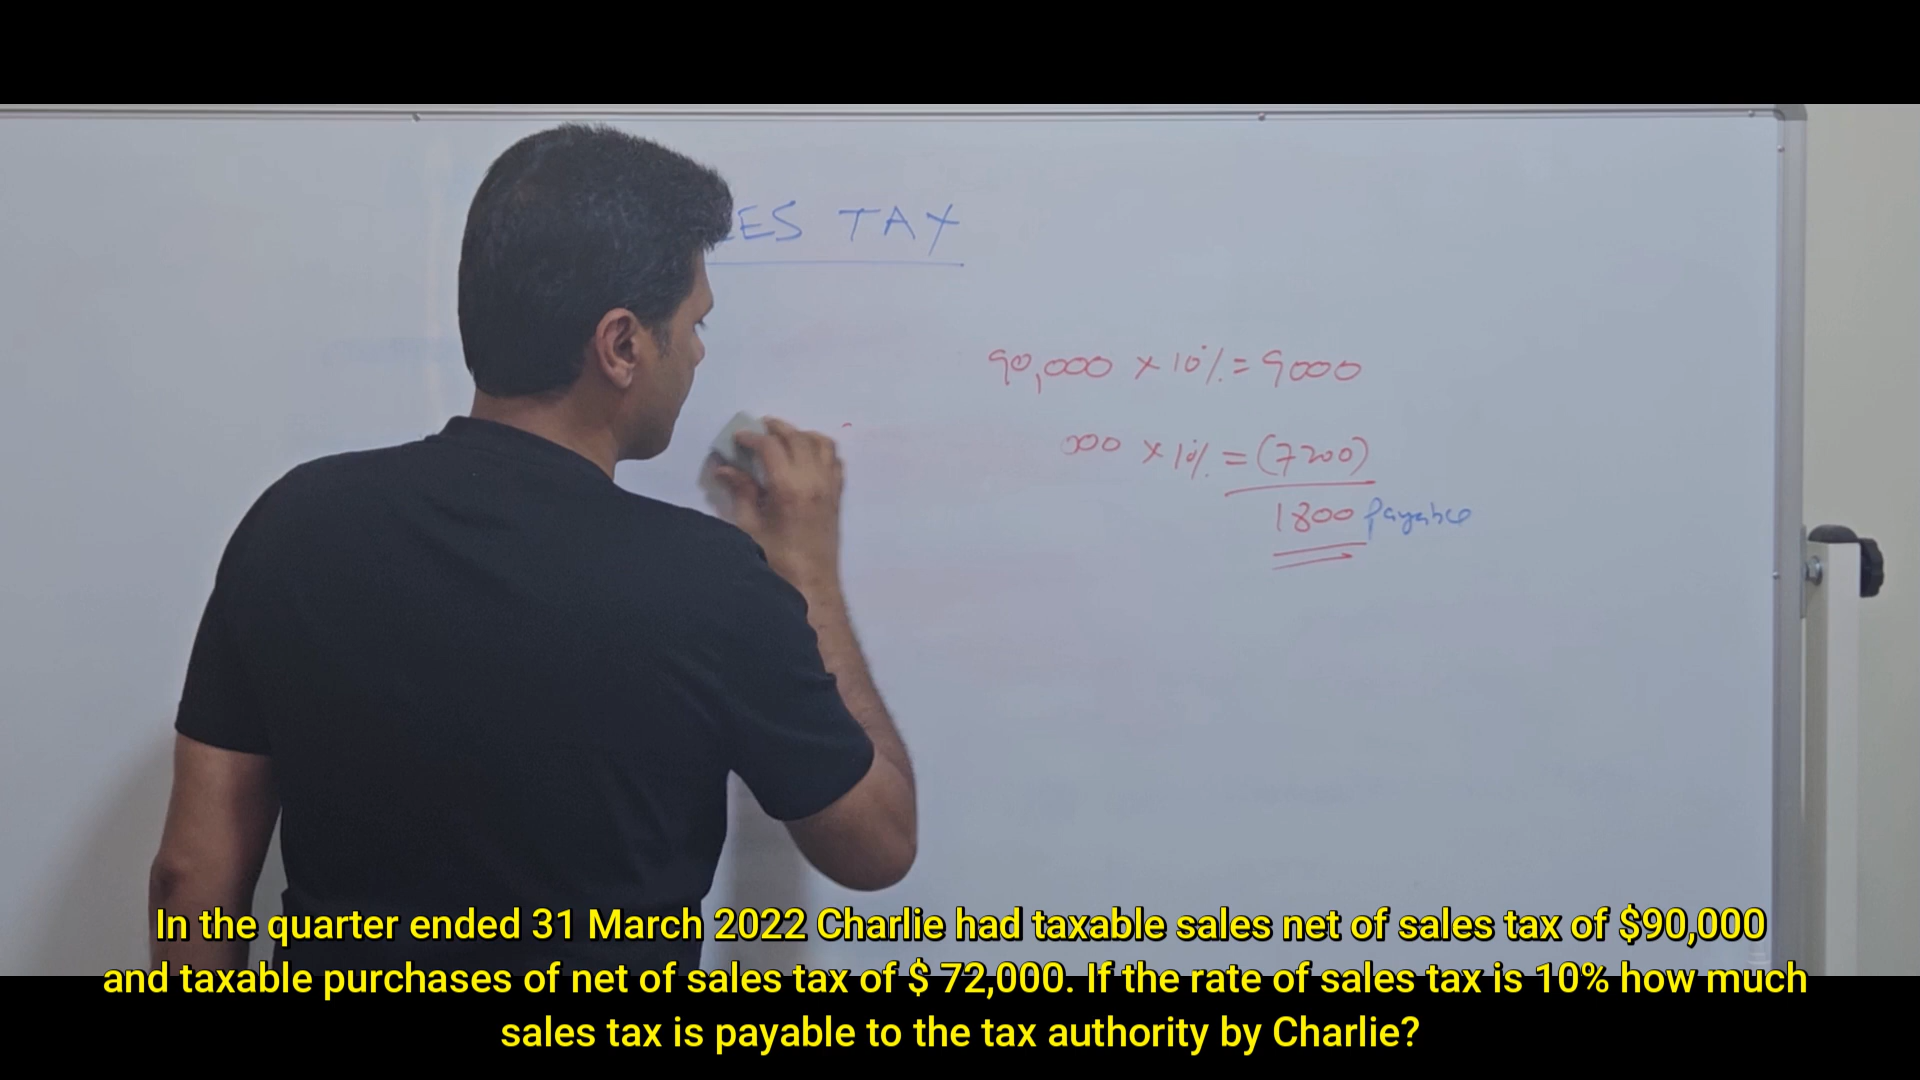 ES TAX
90,000 × 10% = 9000
000 × 10% = (7200)
1800 payable
In the quarter ended 31 March 2022 Charlie had taxable sales net of sales tax of $90,000
and taxable purchases of net of sales tax of $ 72,000. If the rate of sales tax is 10% how much
sales tax is payable to the tax authority by Charlie?